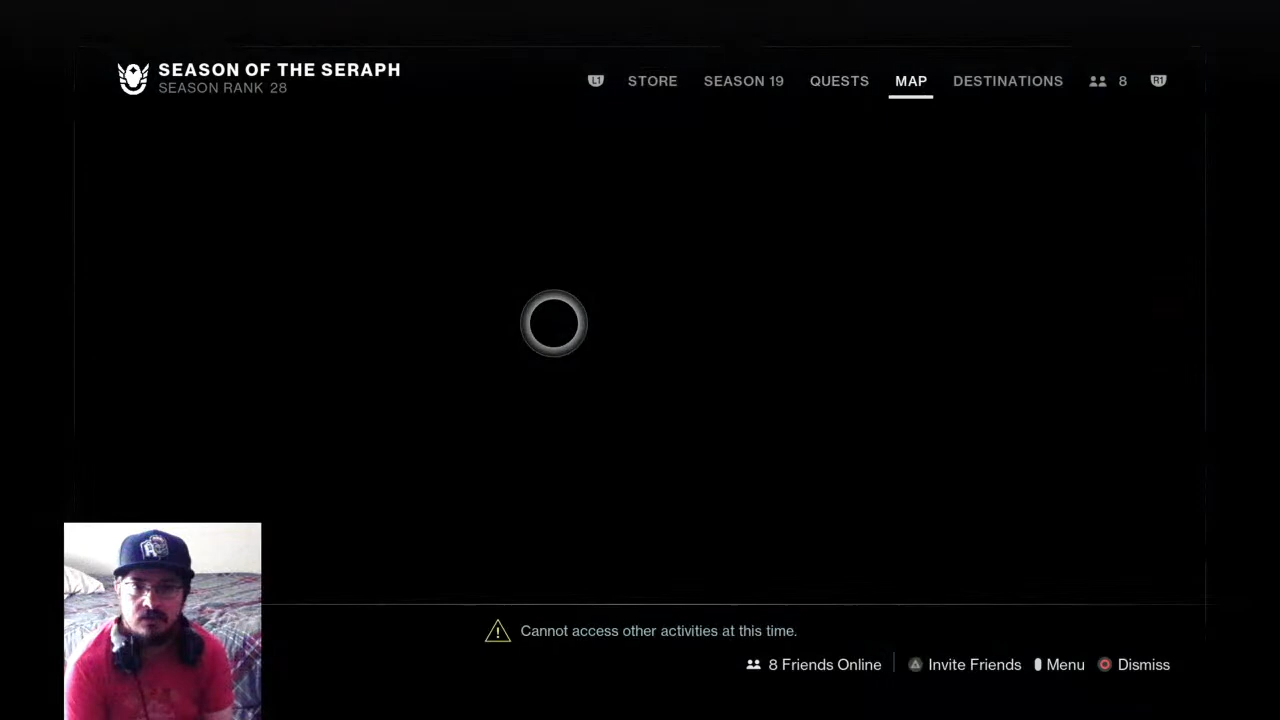 SEASON OF THE SERAPH
SEASON RANK 28
L1 STORE SEASON 19 QUESTS MAP DESTINATIONS 8 R1
Cannot access other activities at this time.
8 Friends Online Invite Friends Menu Dismiss